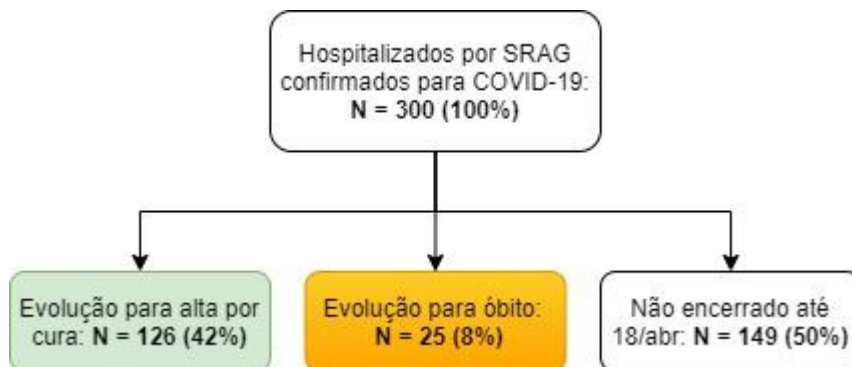 Hospitalizados por SRAG
confirmados para COVID-19:
N = 300 (100%)
Evolução para alta por
cura: N = 126 (42%)
Evolução para óbito:
N = 25 (8%)
Não encerrado até
18/abr: N = 149 (50%)